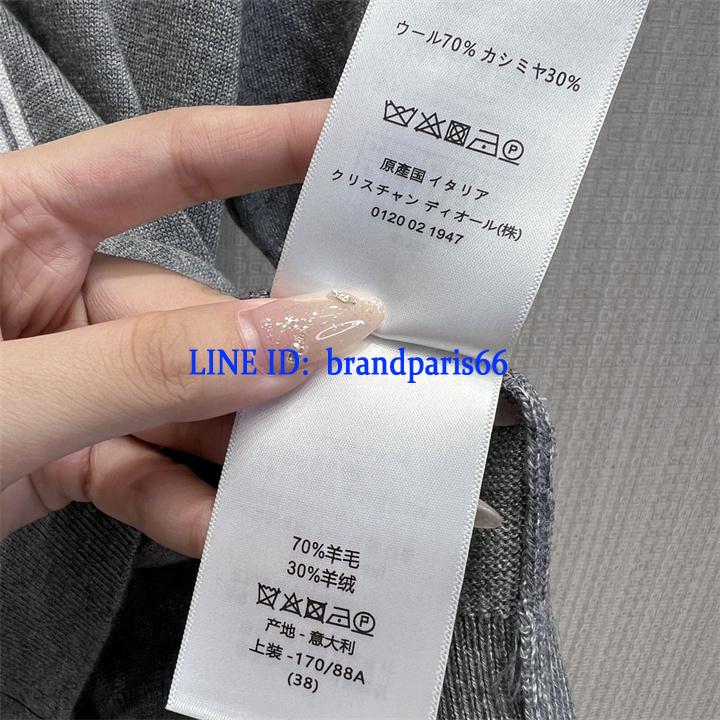 ウール70% カシミヤ30%
原產国 イタリア
クリスチャン ディオール(株)
0120 02 1947
LINE ID: brandparis66
70%羊毛
30%羊绒
产地 - 意大利
上装 -170/88A
(38)